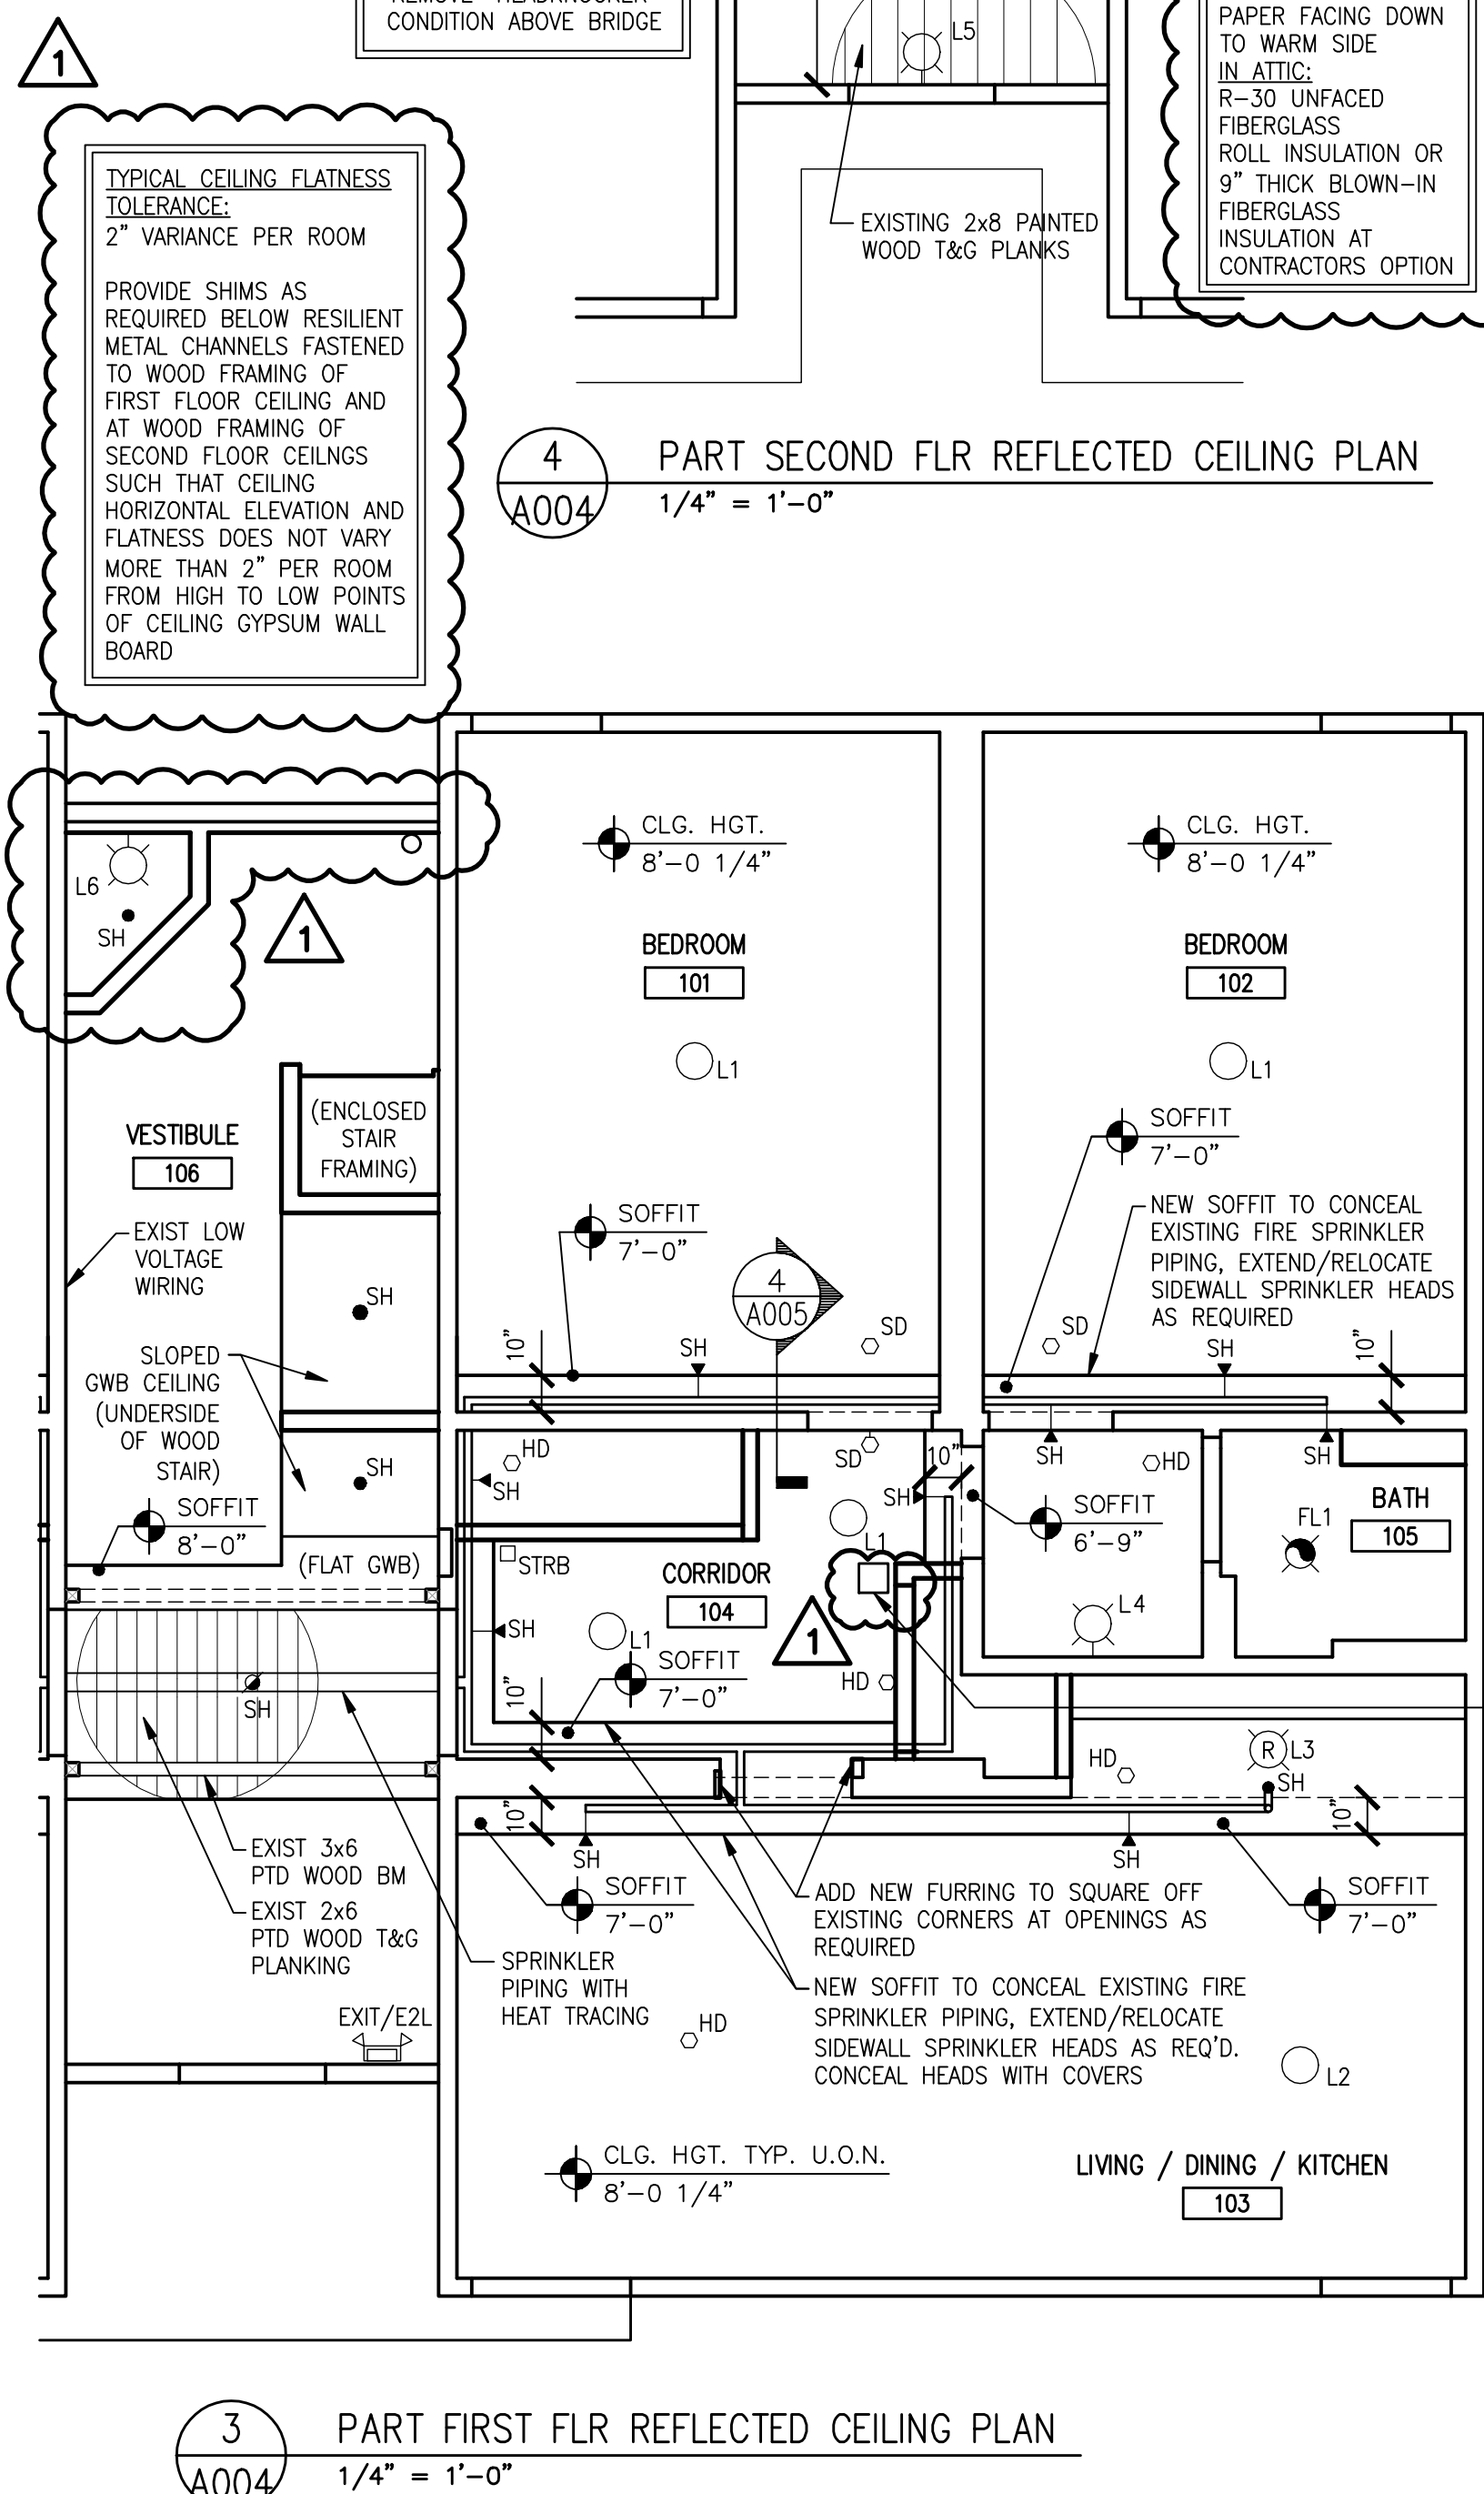 CONDITION ABOVE BRIDGE
1
L5
PAPER FACING DOWN
TO WARM SIDE
IN ATTIC:
R-30 UNFACED
FIBERGLASS
ROLL INSULATION OR
9" THICK BLOWN-IN
FIBERGLASS
INSULATION AT
CONTRACTORS OPTION
EXISTING 2x8 PAINTED
WOOD T&G PLANKS
TYPICAL CEILING FLATNESS
TOLERANCE:
2" VARIANCE PER ROOM
PROVIDE SHIMS AS
REQUIRED BELOW RESILIENT
METAL CHANNELS FASTENED
TO WOOD FRAMING OF
FIRST FLOOR CEILING AND
AT WOOD FRAMING OF
SECOND FLOOR CEILNGS
SUCH THAT CEILING
HORIZONTAL ELEVATION AND
FLATNESS DOES NOT VARY
MORE THAN 2" PER ROOM
FROM HIGH TO LOW POINTS
OF CEILING GYPSUM WALL
BOARD
4
A004
PART SECOND FLR REFLECTED CEILING PLAN
1/4" = 1'-0"
L6
SH
1
CLG. HGT.
8'-0 1/4"
BEDROOM
101
L1
CLG. HGT.
8'-0 1/4"
BEDROOM
102
L1
(ENCLOSED
STAIR
FRAMING)
VESTIBULE
106
EXIST LOW
VOLTAGE
WIRING
SOFFIT
7'-0"
4
A005
SOFFIT
7'-0"
NEW SOFFIT TO CONCEAL
EXISTING FIRE SPRINKLER
PIPING, EXTEND/RELOCATE
SIDEWALL SPRINKLER HEADS
AS REQUIRED
SH
SLOPED
GWB CEILING
(UNDERSIDE
OF WOOD
STAIR)
10"
SH
SD
SD
SH
10"
SH
SOFFIT
8'-0"
(FLAT GWB)
HD
SH
SD
10"
SH
L1
SH
HD
SH
SOFFIT
6'-9"
FL1
BATH
105
L4
STRB
CORRIDOR
104
1
SH
L1
SOFFIT
7'-0"
10"
HD
SH
HD
R
L3
SH
10"
10"
SH
SH
SOFFIT
7'-0"
SOFFIT
7'-0"
EXIST 3x6
PTD WOOD BM
EXIST 2x6
PTD WOOD T&G
PLANKING
ADD NEW FURRING TO SQUARE OFF
EXISTING CORNERS AT OPENINGS AS
REQUIRED
SPRINKLER
PIPING WITH
HEAT TRACING
NEW SOFFIT TO CONCEAL EXISTING FIRE
SPRINKLER PIPING, EXTEND/RELOCATE
SIDEWALL SPRINKLER HEADS AS REQ'D.
CONCEAL HEADS WITH COVERS
EXIT/E2L
HD
L2
CLG. HGT. TYP. U.O.N.
8'-0 1/4"
LIVING / DINING / KITCHEN
103
3
A004
PART FIRST FLR REFLECTED CEILING PLAN
1/4" = 1'-0"